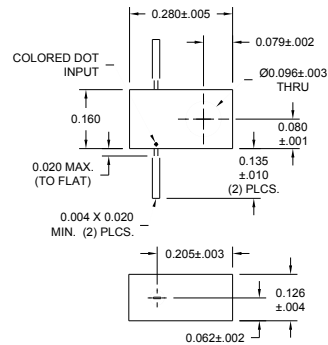 0.280±.005
0.079±.002
COLORED DOT
INPUT
Ø0.096±.003
THRU
0.160
0.080
±.001
0.020 MAX.
(TO FLAT)
0.135
±.010
(2) PLCS.
0.004 X 0.020
MIN. (2) PLCS.
0.205±.003
0.126
±.004
0.062±.002